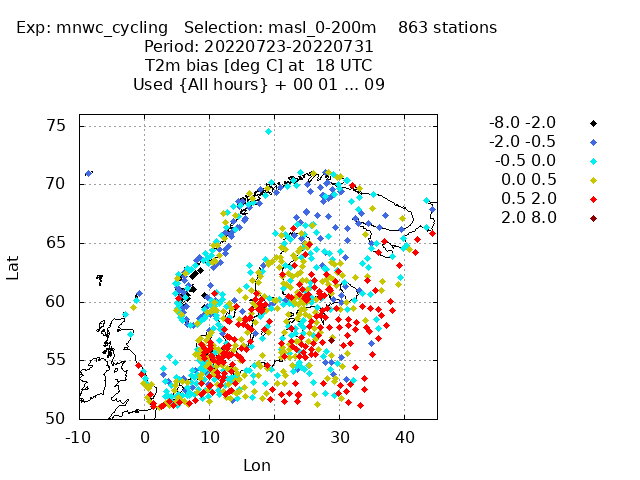 Exp: mnwc_cycling Selection: masl_0-200m 863 stations
Period: 20220723-20220731
T2m bias [deg C] at 18 UTC
Used {All hours} + 00 01 ... 09
-8.0 -2.0
-2.0 -0.5
-0.5 0.0
0.0 0.5
0.5 2.0
2.0 8.0
75
70
65
60
55
50
Lat
-10 0 10 20 30 40
Lon